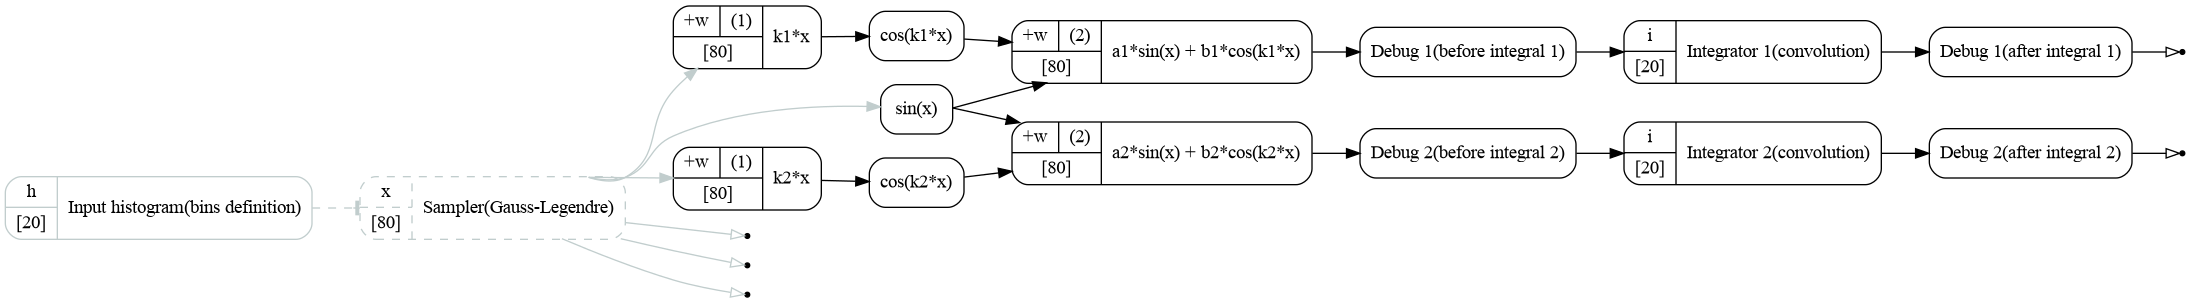 h
[20]
Input histogram(bins definition)
x
[80]
Sampler(Gauss-Legendre)
+w (1)
[80]
k1*x
cos(k1*x)
+w (2)
[80]
a1*sin(x) + b1*cos(k1*x)
Debug 1(before integral 1)
i
[20]
Integrator 1(convolution)
Debug 1(after integral 1)
sin(x)
+w (1)
[80]
k2*x
cos(k2*x)
+w (2)
[80]
a2*sin(x) + b2*cos(k2*x)
Debug 2(before integral 2)
i
[20]
Integrator 2(convolution)
Debug 2(after integral 2)